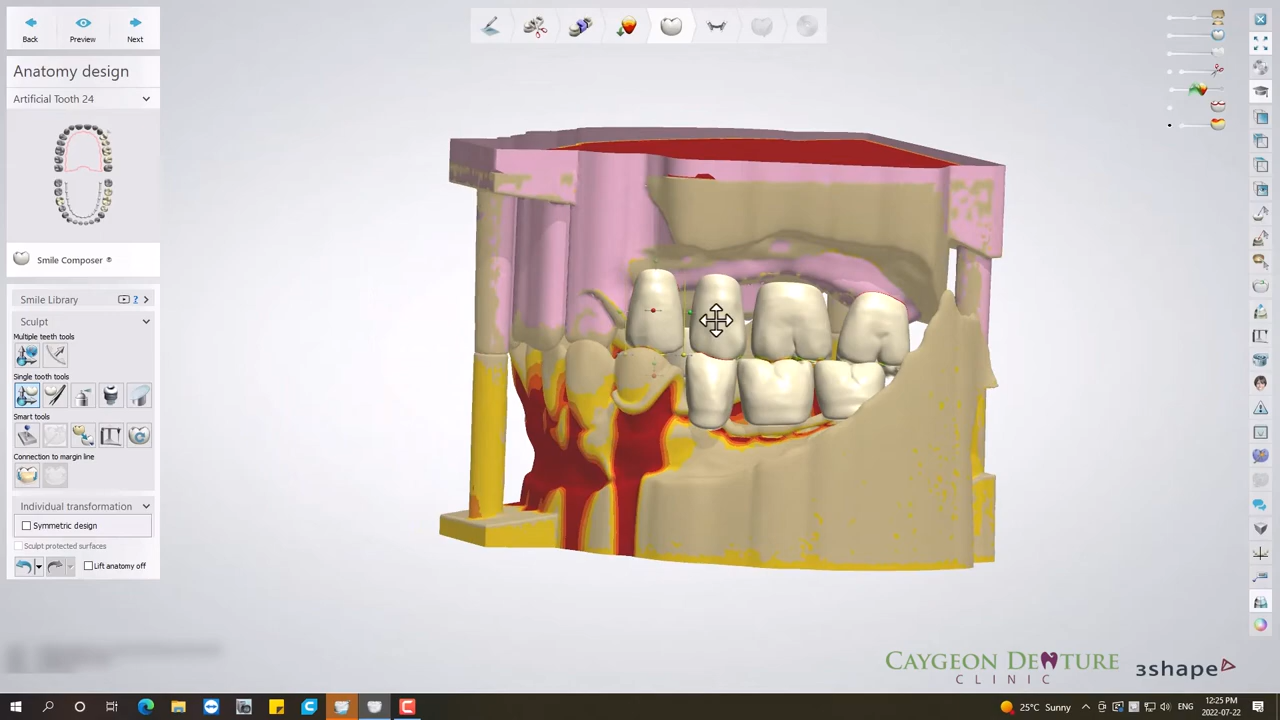 Back
Preview
Next
Anatomy design
Artificial Tooth 24
Smile Composer ®
Smile Library
?
Sculpt
Multiple teeth tools
Single tooth tools
Smart tools
Connection to margin line
Individual transformation
Symmetric design
Sculpt protected surfaces
Lift anatomy off
CAYGEON DENTURE
CLINIC
3shape
25°C Sunny
ENG
12:25 PM
2022-07-22